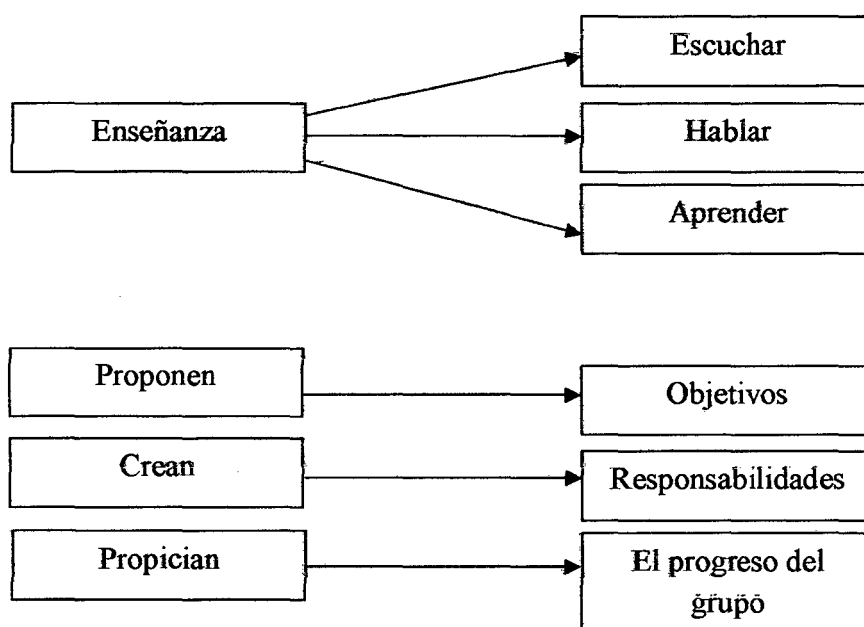 Enseñanza
Escuchar
Hablar
Aprender
Proponen
Objetivos
Crean
Responsabilidades
Propician
El progreso del
grupo